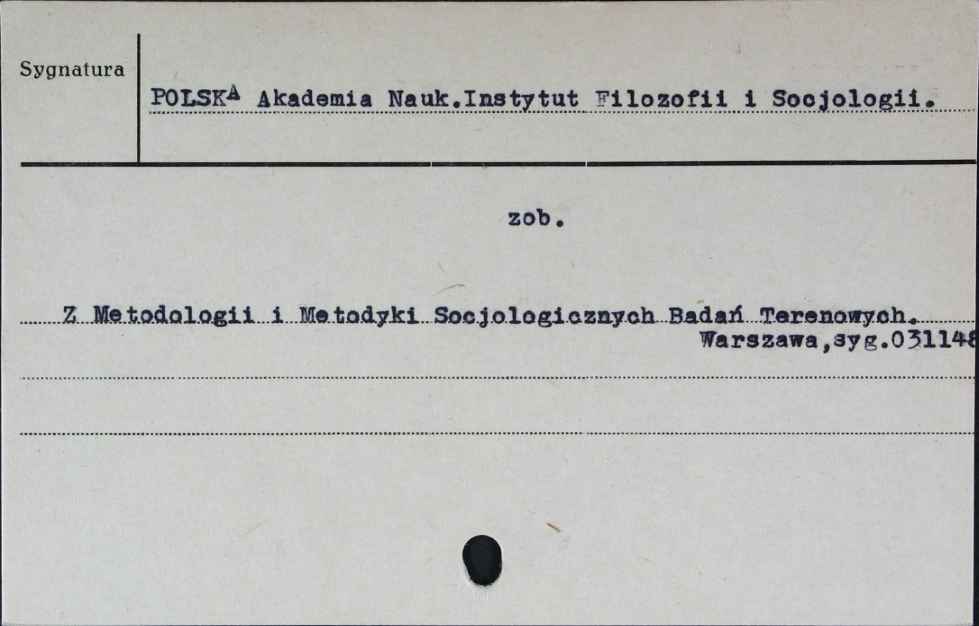 Sygnatura
POLSKA Akademia Nauk.Instytut Filozofii i Socjologii.
zob.
Z Metodologii i Metodyki Socjologicznych Badań Terenowych.
Warszawa,syg.031148